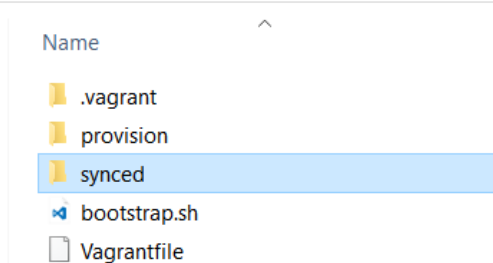 Name
.vagrant
provision
synced
bootstrap.sh
Vagrantfile